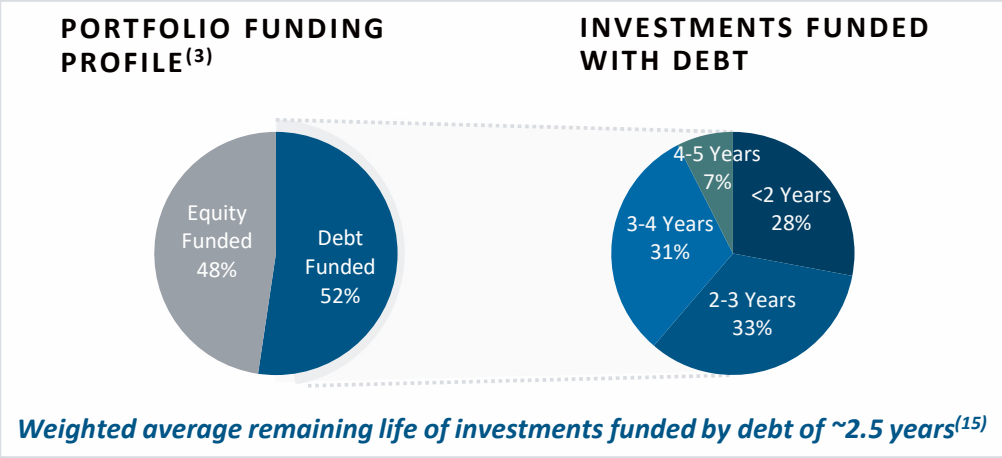 PORTFOLIO FUNDING
PROFILE(3)
INVESTMENTS FUNDED
WITH DEBT
Equity
Funded
48%
Debt
Funded
52%
4-5 Years
7%
<2 Years
28%
3-4 Years
31%
2-3 Years
33%
Weighted average remaining life of investments funded by debt of ~2.5 years(15)